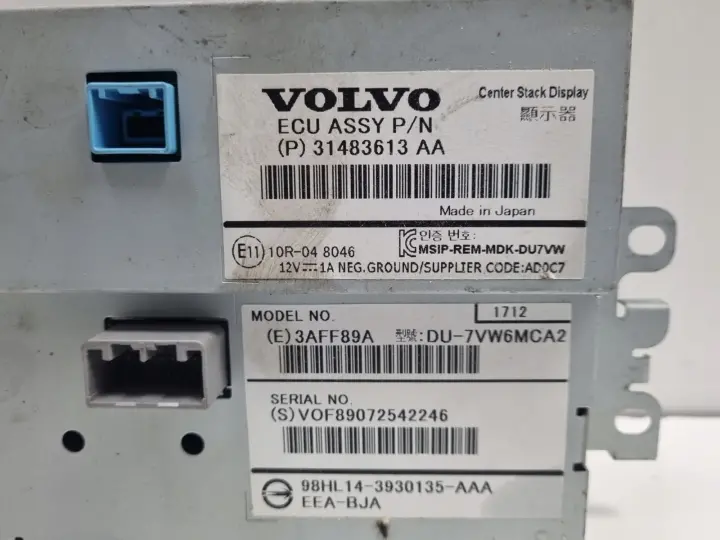 VOLVO
Center Stack Display
顯示器
ECU ASSY P/N
(P) 31483613 AA
Made in Japan
E11 10R-04 8046
인증 번호:
MSIP-REM-MDK-DU7VW
12V⎓1A NEG.GROUND/SUPPLIER CODE:AD0C7
MODEL NO.
1712
(E)3AFF89A 型號:DU-7VW6MCA2
SERIAL NO.
(S)VOF89072542246
98HL14-3930135-AAA
EEA-BJA